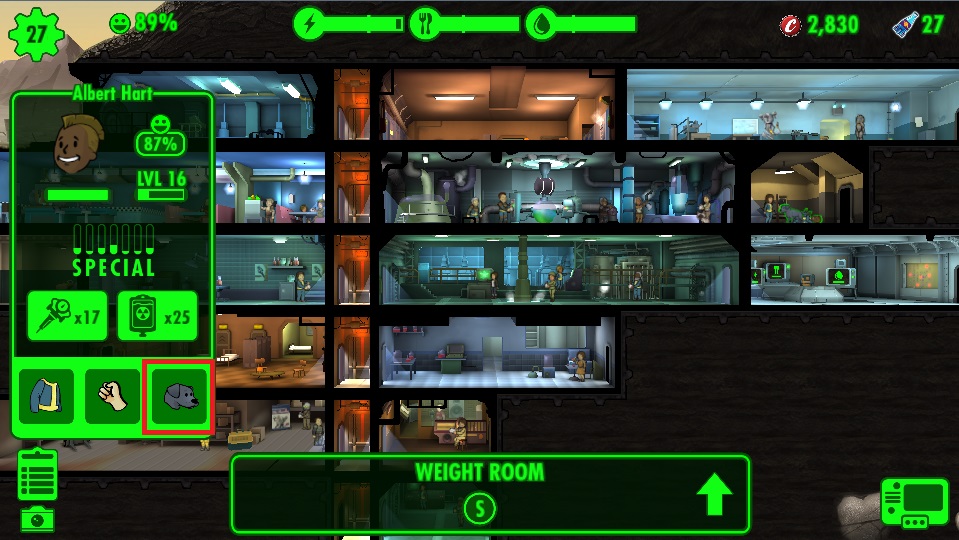 27
89%
2,830
27
Albert Hart
87%
LVL 16
SPECIAL
x17
x25
WEIGHT ROOM
S